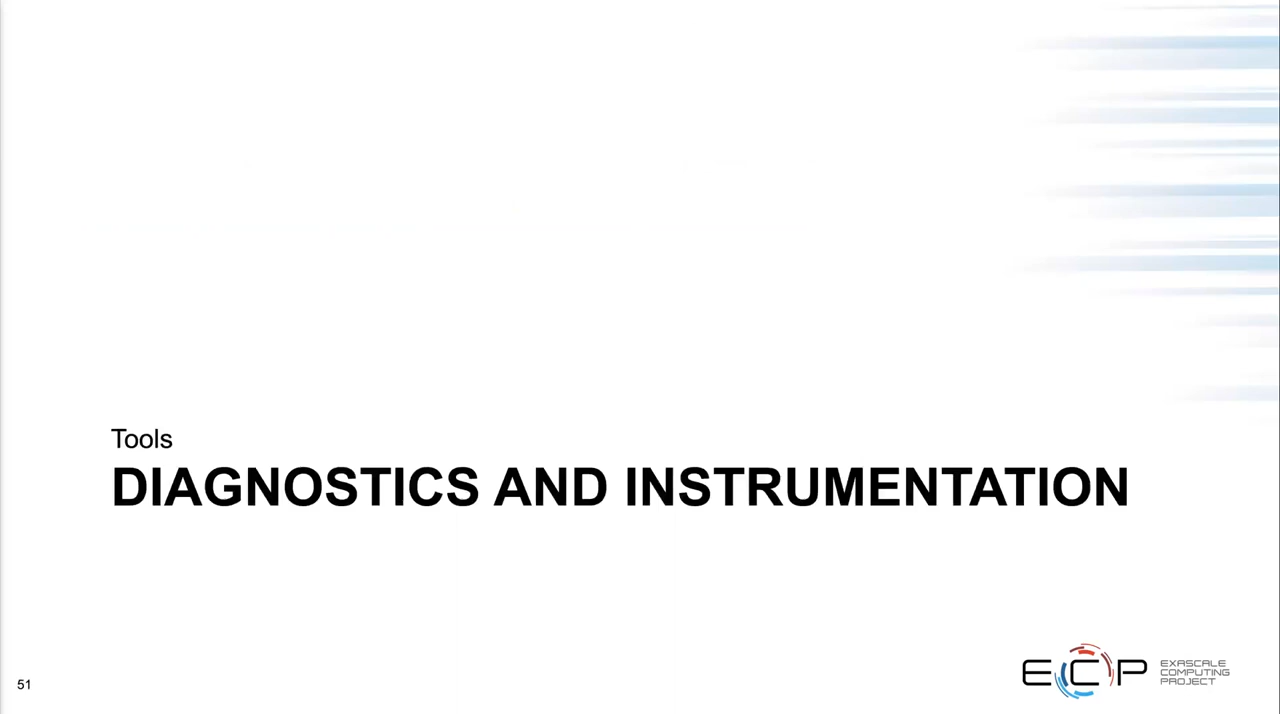 Tools
DIAGNOSTICS AND INSTRUMENTATION
51
ECP
EXASCALE
COMPUTING
PROJECT